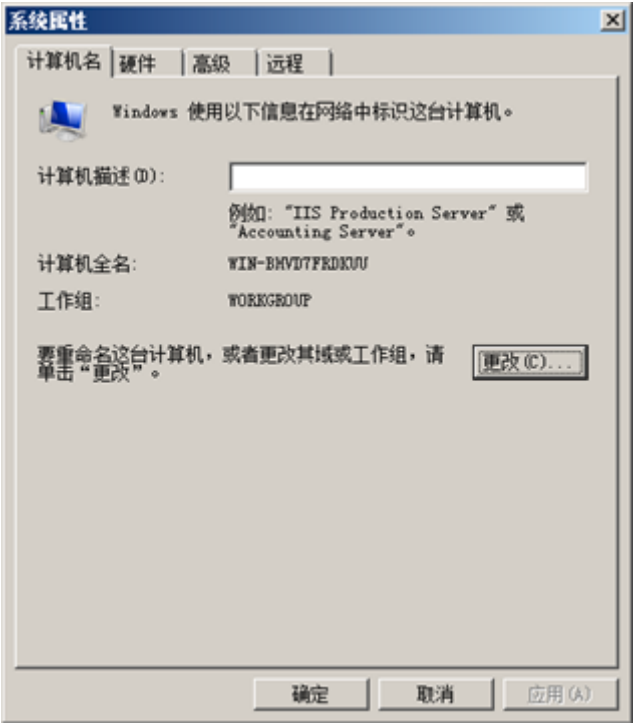 系统属性
计算机名 硬件 高级 远程
Windows 使用以下信息在网络中标识这台计算机。
计算机描述(D):
例如: "IIS Production Server" 或
"Accounting Server"。
计算机全名: WIN-BMVD7FRDKUU
工作组: WORKGROUP
要重命名这台计算机，或者更改其域或工作组，请
单击“更改”。
更改(C)...
确定 取消 应用(A)